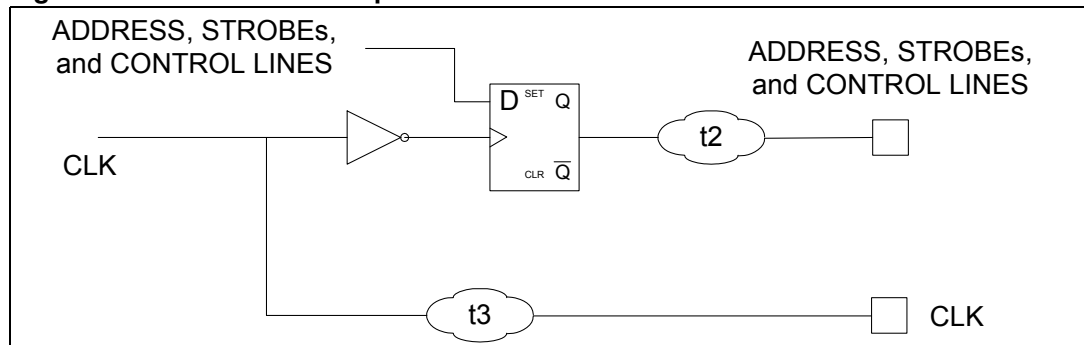 ADDRESS, STROBEs,
and CONTROL LINES
ADDRESS, STROBEs,
and CONTROL LINES
D SET Q
t2
CLK
CLR Q
t3
CLK